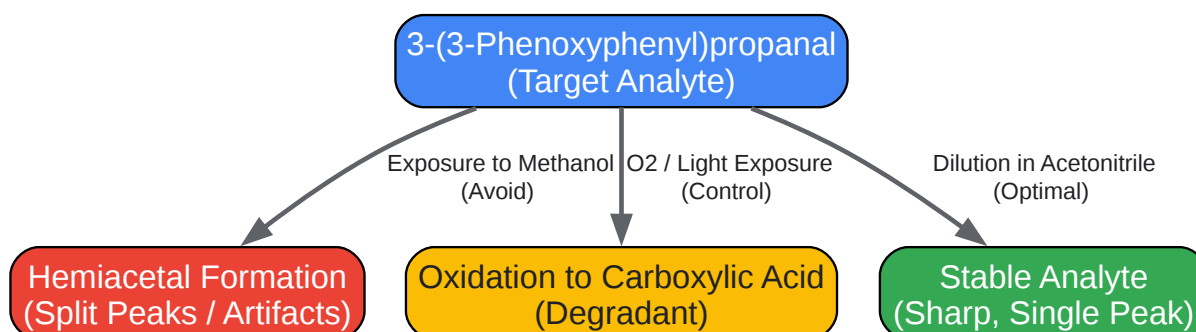 3-(3-Phenoxyphenyl)propanal
(Target Analyte)
Exposure to Methanol
(Avoid)
O2 / Light Exposure
(Control)
Dilution in Acetonitrile
(Optimal)
Hemiacetal Formation
(Split Peaks / Artifacts)
Oxidation to Carboxylic Acid
(Degradant)
Stable Analyte
(Sharp, Single Peak)